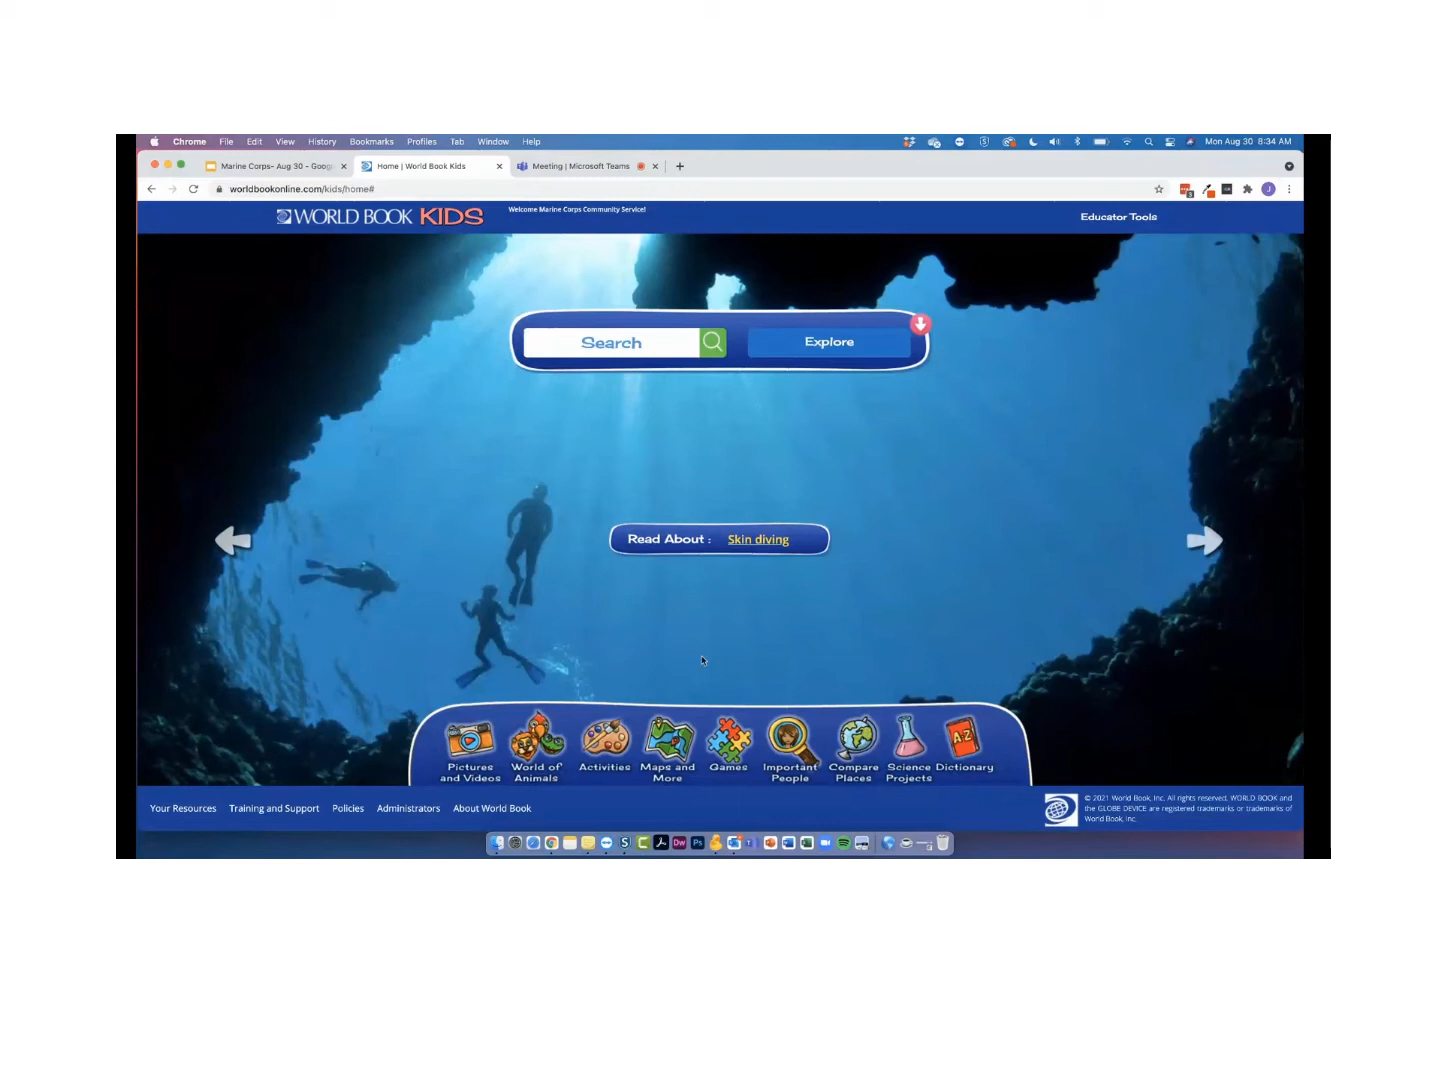 Chrome File Edit View History Bookmarks Profiles Tab Window Help
Mon Aug 30 8:34 AM
Marine Corps- Aug 30 - Goog
Home | World Book Kids
Meeting | Microsoft Teams
worldbookonline.com/kids/home#
WORLD BOOK KIDS
Welcome Marine Corps Community Service!
Educator Tools
Search
Explore
Read About : Skin diving
Pictures and Videos
World of Animals
Activities
Maps and More
Games
Important People
Compare Places
Science Projects
Dictionary
A-Z
Your Resources Training and Support Policies Administrators About World Book
© 2021 World Book, Inc. All rights reserved. WORLD BOOK and
the GLOBE DEVICE are registered trademarks or trademarks of
World Book, Inc.
Dw
Ps